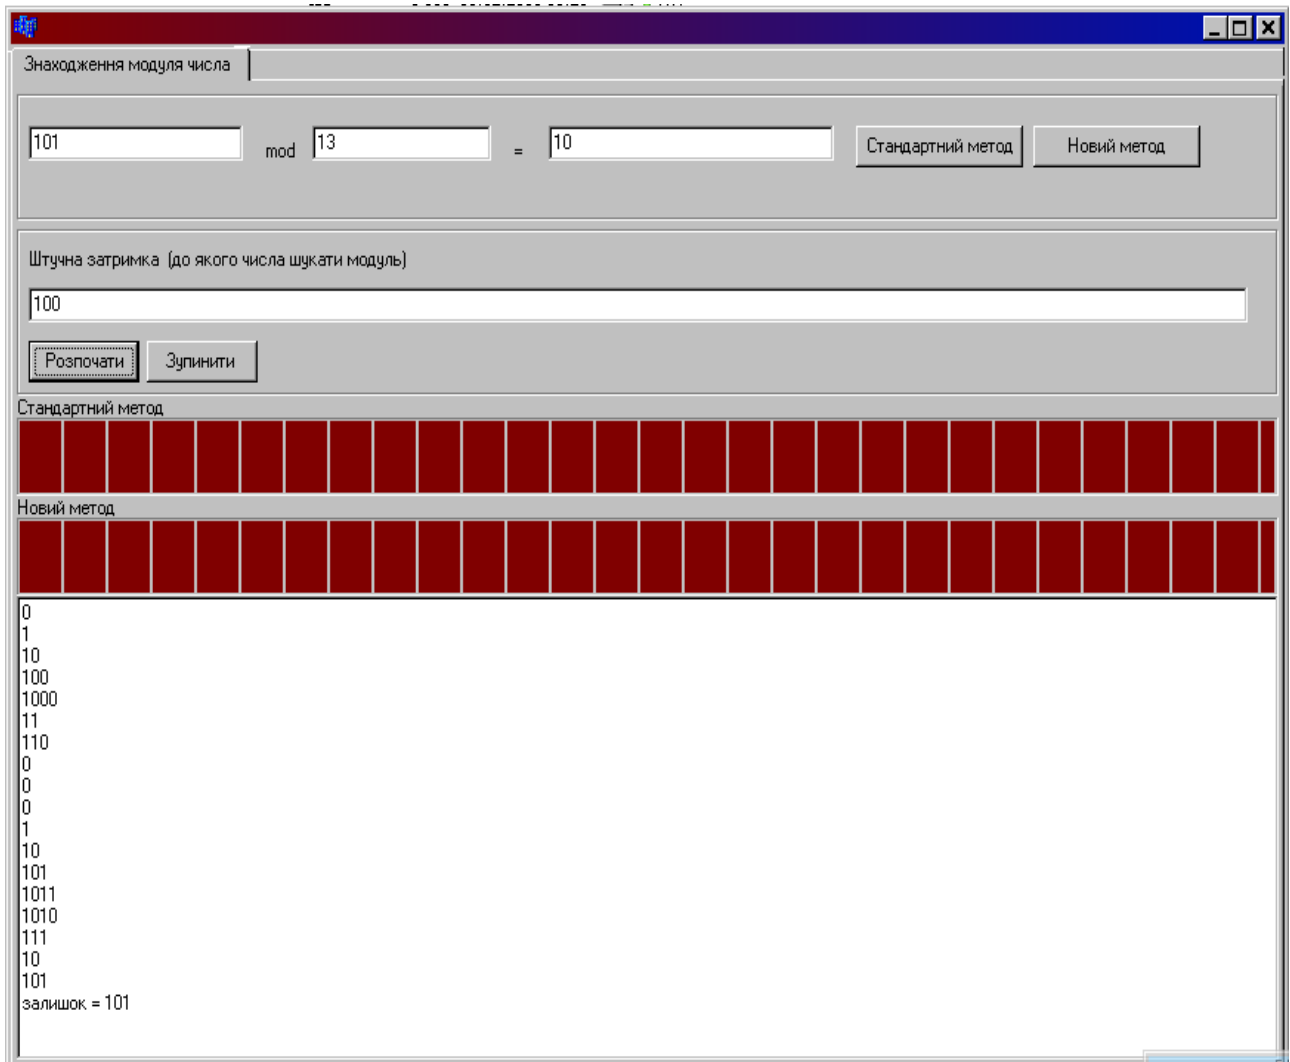 Знаходження модуля числа
101 mod 13 = 10 Стандартний метод Новий метод
Штучна затримка (до якого числа шукати модуль)
100
Розпочати Зупинити
Стандартний метод
Новий метод
0
1
10
100
1000
11
110
0
0
0
1
10
101
1011
1010
111
10
101
залишок = 101